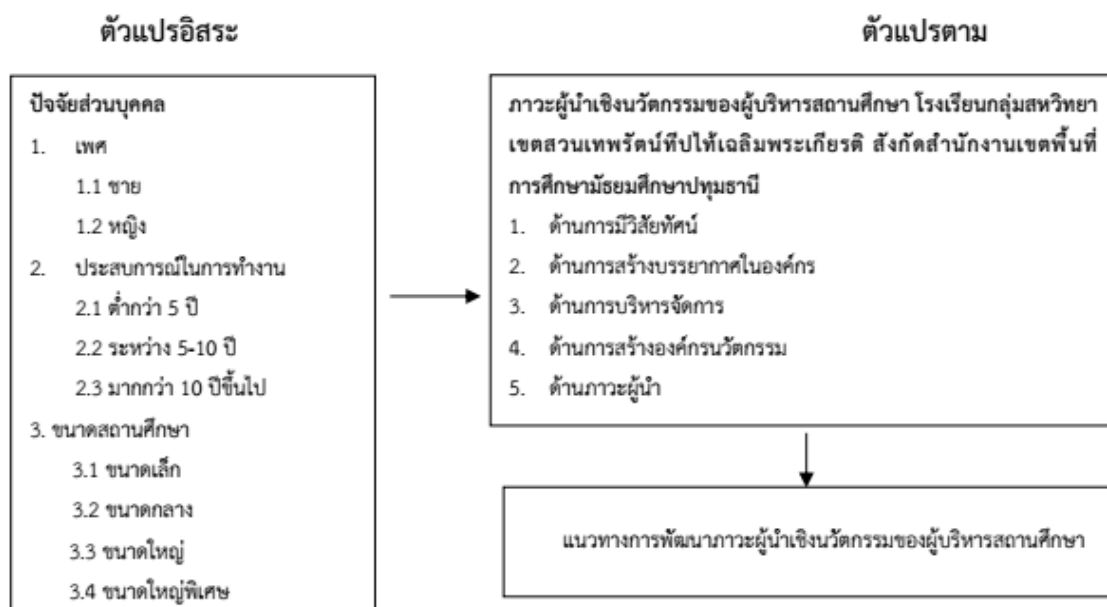 ตัวแปรอิสระ
ตัวแปรตาม
ปัจจัยส่วนบุคคล
1. เพศ
1.1 ชาย
1.2 หญิง
2. ประสบการณ์ในการทำงาน
2.1 ต่ำกว่า 5 ปี
2.2 ระหว่าง 5-10 ปี
2.3 มากกว่า 10 ปีขึ้นไป
3. ขนาดสถานศึกษา
3.1 ขนาดเล็ก
3.2 ขนาดกลาง
3.3 ขนาดใหญ่
3.4 ขนาดใหญ่พิเศษ
ภาวะผู้นำเชิงนวัตกรรมของผู้บริหารสถานศึกษา โรงเรียนกลุ่มสหวิทยา
เขตสวนเทพรัตน์ทีปไท้เฉลิมพระเกียรติ สังกัดสำนักงานเขตพื้นที่
การศึกษามัธยมศึกษาปทุมธานี
1. ด้านการมีวิสัยทัศน์
2. ด้านการสร้างบรรยากาศในองค์กร
3. ด้านการบริหารจัดการ
4. ด้านการสร้างองค์กรนวัตกรรม
5. ด้านภาวะผู้นำ
แนวทางการพัฒนาภาวะผู้นำเชิงนวัตกรรมของผู้บริหารสถานศึกษา